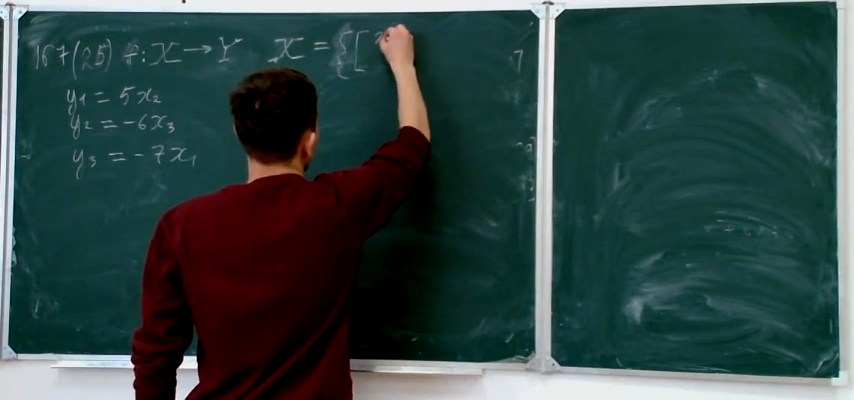 167(25) f: X → Y X = {[
y1 = 5x2
y2 = -6x3
y3 = -7x1